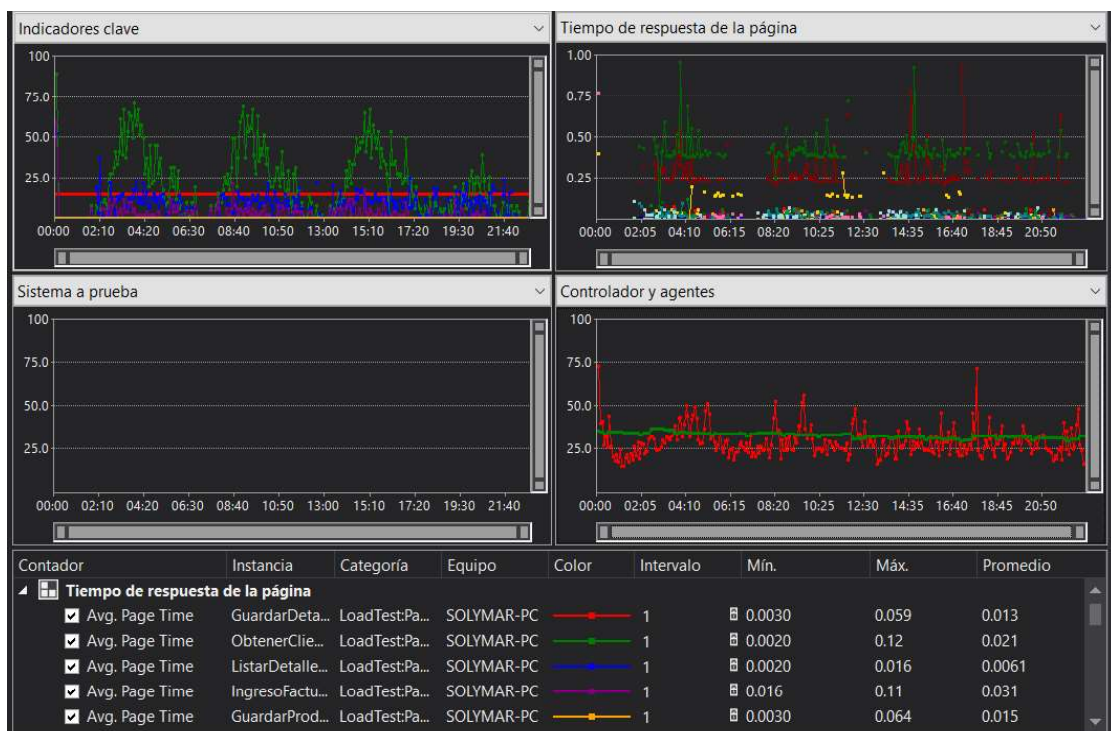 Indicadores clave
100
75.0
50.0
25.0
00:00 02:10 04:20 06:30 08:40 10:50 13:00 15:10 17:20 19:30 21:40
Tiempo de respuesta de la página
1.00
0.75
0.50
0.25
00:00 02:05 04:10 06:15 08:20 10:25 12:30 14:35 16:40 18:45 20:50
Sistema a prueba
100
75.0
50.0
25.0
00:00 02:10 04:20 06:30 08:40 10:50 13:00 15:10 17:20 19:30 21:40
Controlador y agentes
100
75.0
50.0
25.0
00:00 02:05 04:10 06:15 08:20 10:25 12:30 14:35 16:40 18:45 20:50
Contador Instancia Categoría Equipo Color Intervalo Mín. Máx. Promedio
Tiempo de respuesta de la página
Avg. Page Time GuardarDeta... LoadTest:Pa... SOLYMAR-PC 1 0.0030 0.059 0.013
Avg. Page Time ObtenerClie... LoadTest:Pa... SOLYMAR-PC 1 0.0020 0.12 0.021
Avg. Page Time ListarDetalle... LoadTest:Pa... SOLYMAR-PC 1 0.0020 0.016 0.0061
Avg. Page Time IngresoFactu... LoadTest:Pa... SOLYMAR-PC 1 0.016 0.11 0.031
Avg. Page Time GuardarProd... LoadTest:Pa... SOLYMAR-PC 1 0.0030 0.064 0.015